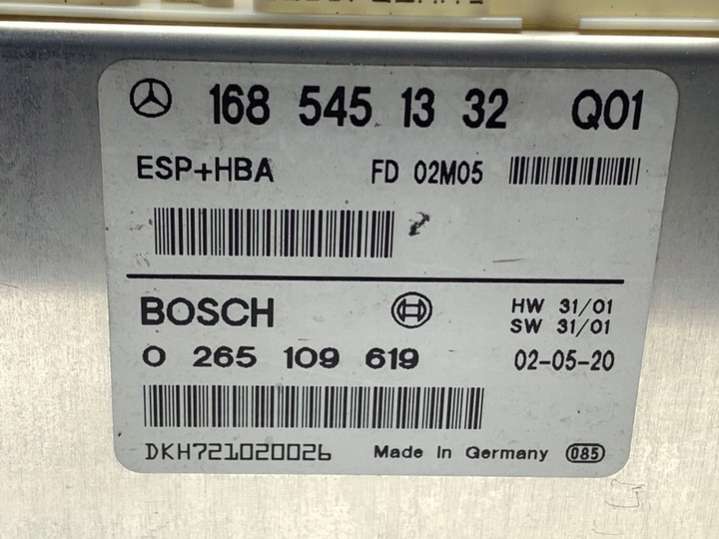 168 545 13 32 Q01
ESP+HBA FD 02M05
BOSCH HW 31/01
SW 31/01
0 265 109 619 02-05-20
DKH721020026 Made In Germany 085